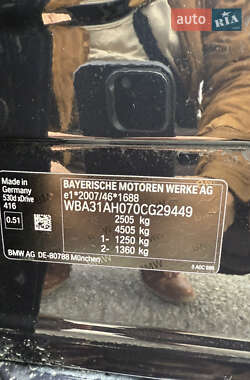 AUTO RIA
Made in
Germany
530d xDrive
416
0.51
BMW AG DE-80788 München
BAYERISCHE MOTOREN WERKE AG
e1*2007/46*1688
WBA31AH070CG29449
2505 kg
4505 kg
1- 1250 kg
2- 1360 kg